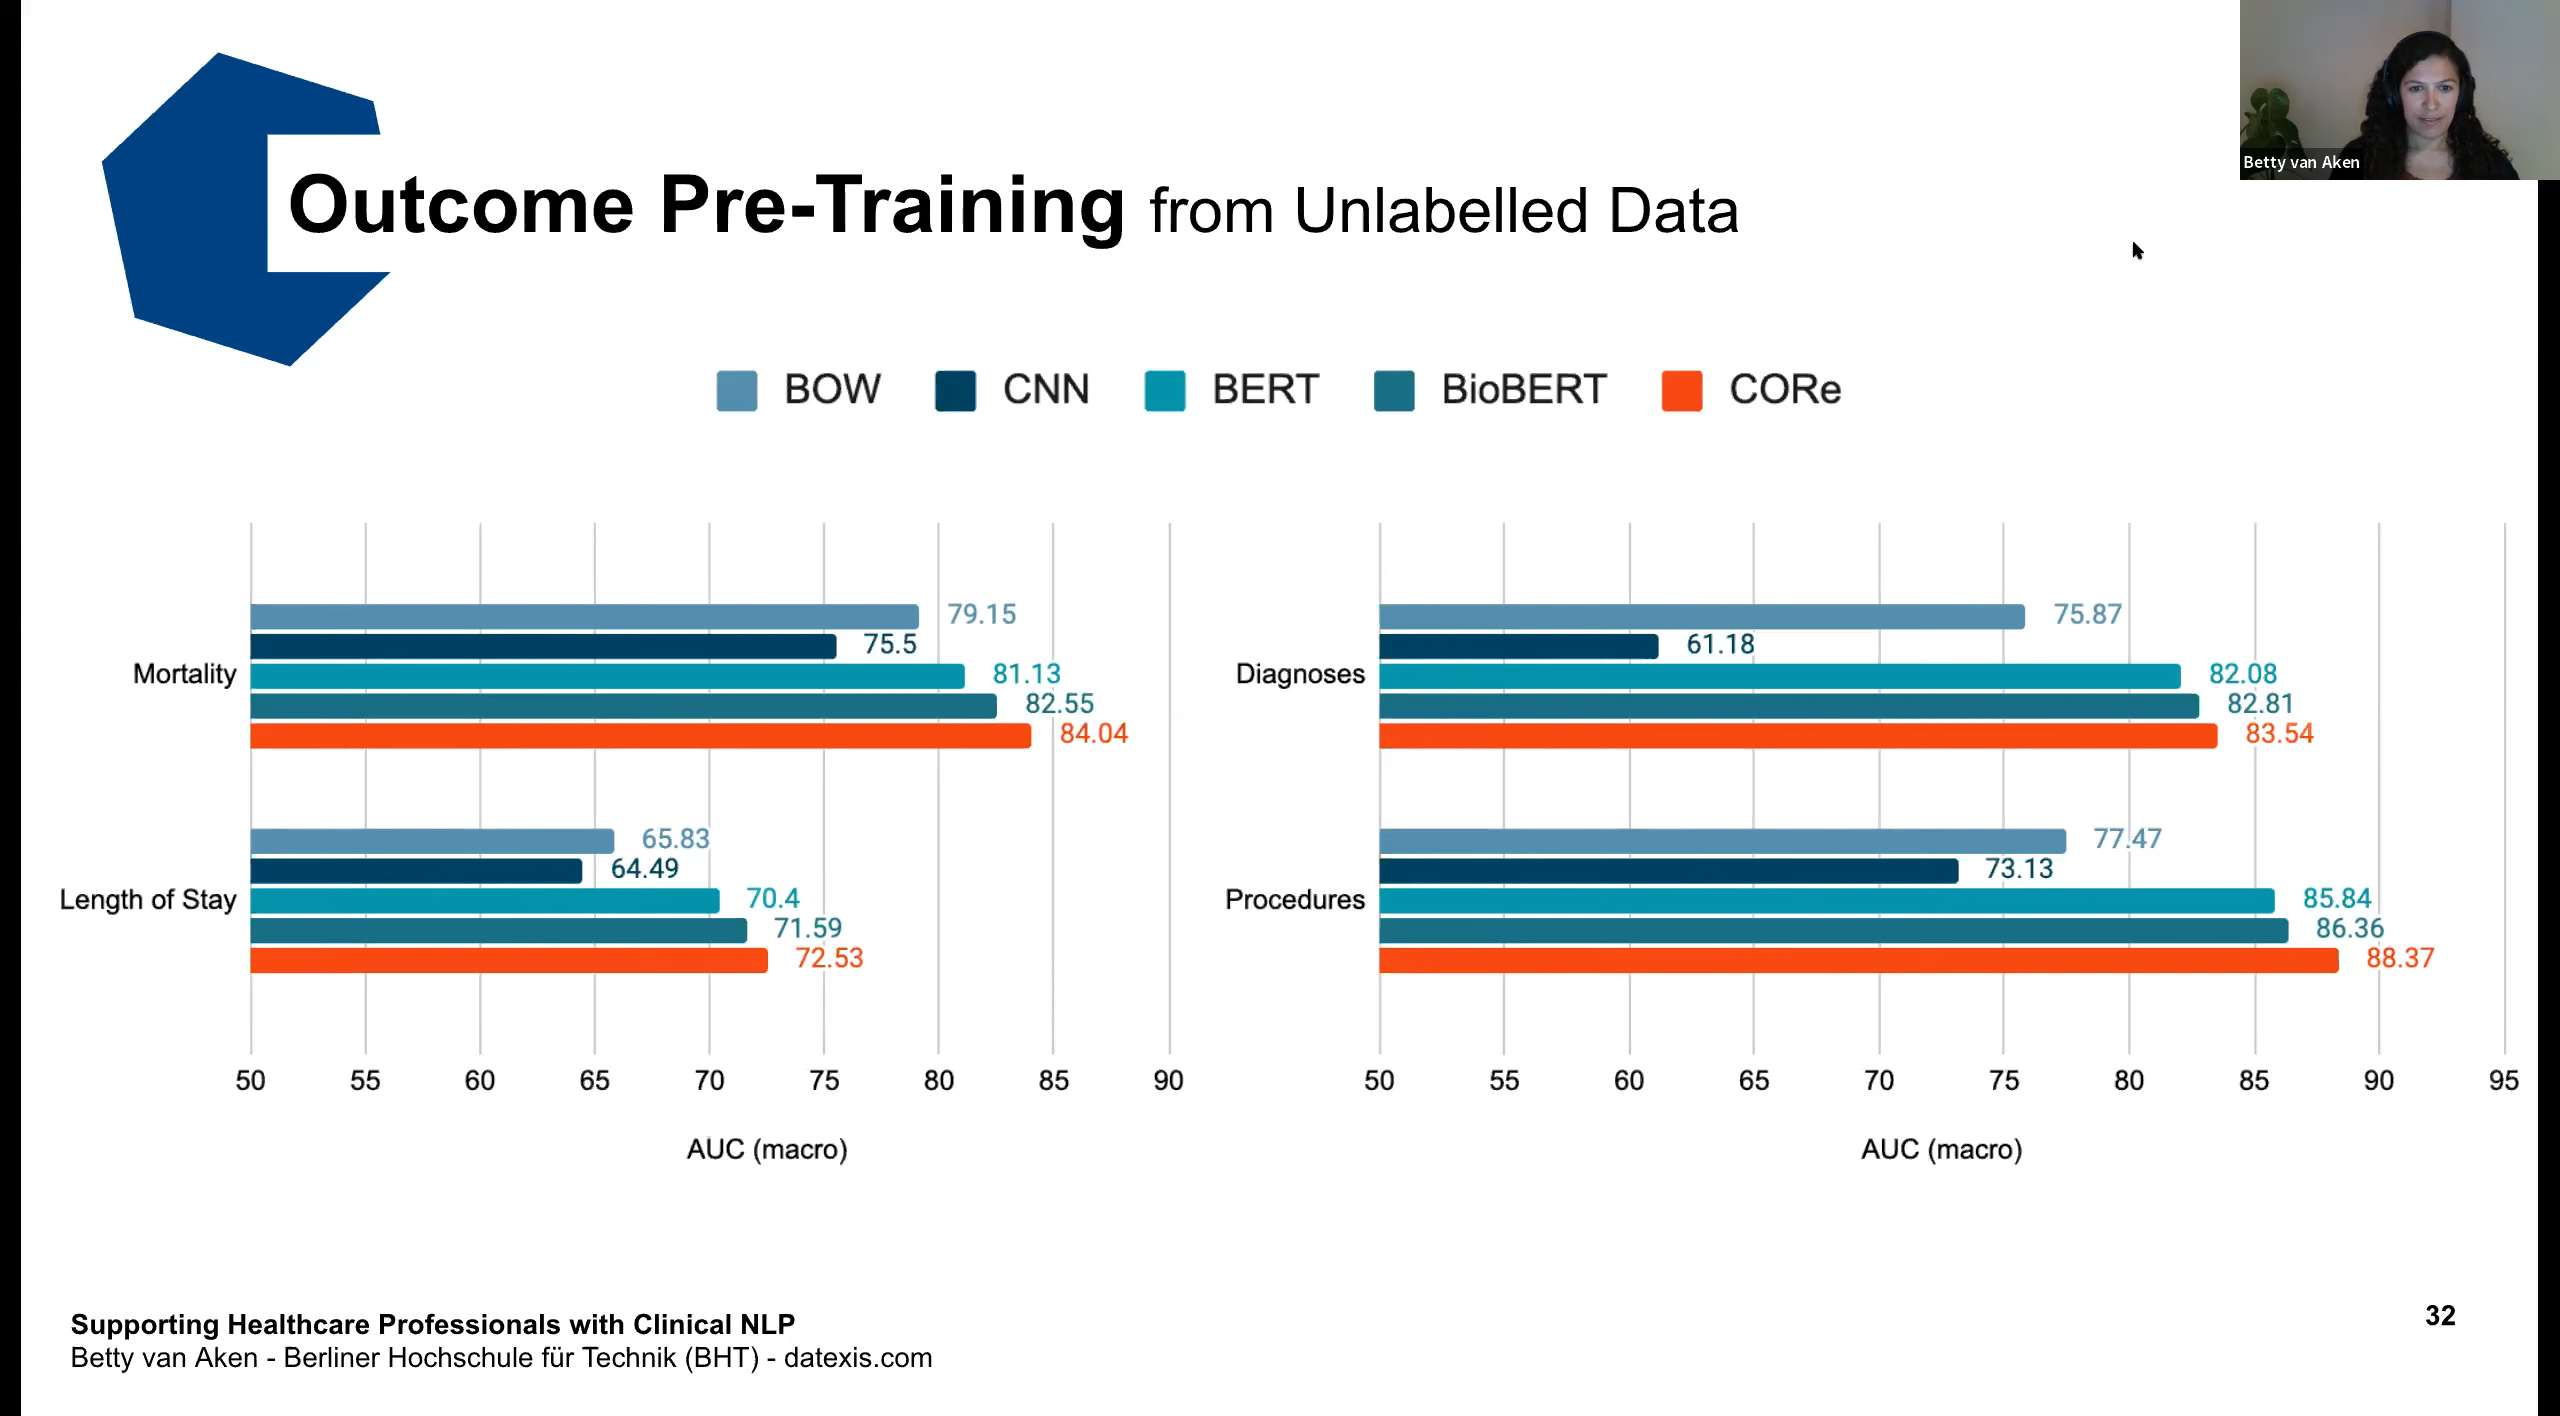 Betty van Aken
Outcome Pre-Training from Unlabelled Data
BOW CNN BERT BioBERT CORe
Mortality
79.15
75.5
81.13
82.55
84.04
Length of Stay
65.83
64.49
70.4
71.59
72.53
50 55 60 65 70 75 80 85 90
AUC (macro)
Diagnoses
75.87
61.18
82.08
82.81
83.54
Procedures
77.47
73.13
85.84
86.36
88.37
50 55 60 65 70 75 80 85 90 95
AUC (macro)
Supporting Healthcare Professionals with Clinical NLP
Betty van Aken - Berliner Hochschule für Technik (BHT) - datexis.com
32